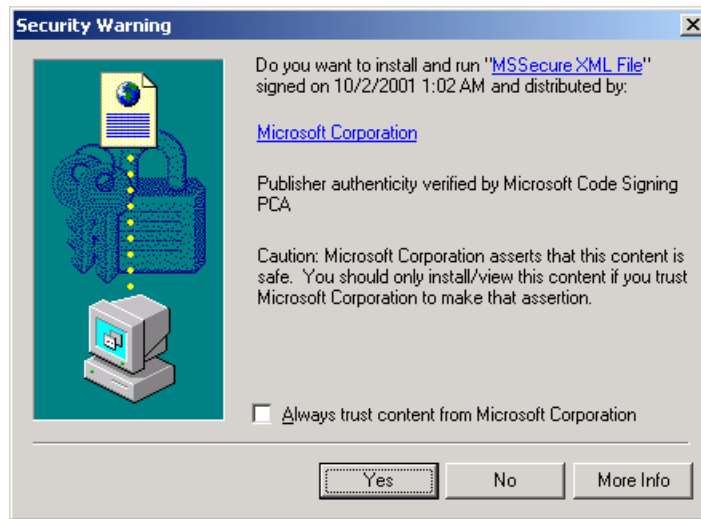 Security Warning
Do you want to install and run "MSSecure XML File"
signed on 10/2/2001 1:02 AM and distributed by:
Microsoft Corporation
Publisher authenticity verified by Microsoft Code Signing
PCA
Caution: Microsoft Corporation asserts that this content is
safe.  You should only install/view this content if you trust
Microsoft Corporation to make that assertion.
Always trust content from Microsoft Corporation
Yes
No
More Info